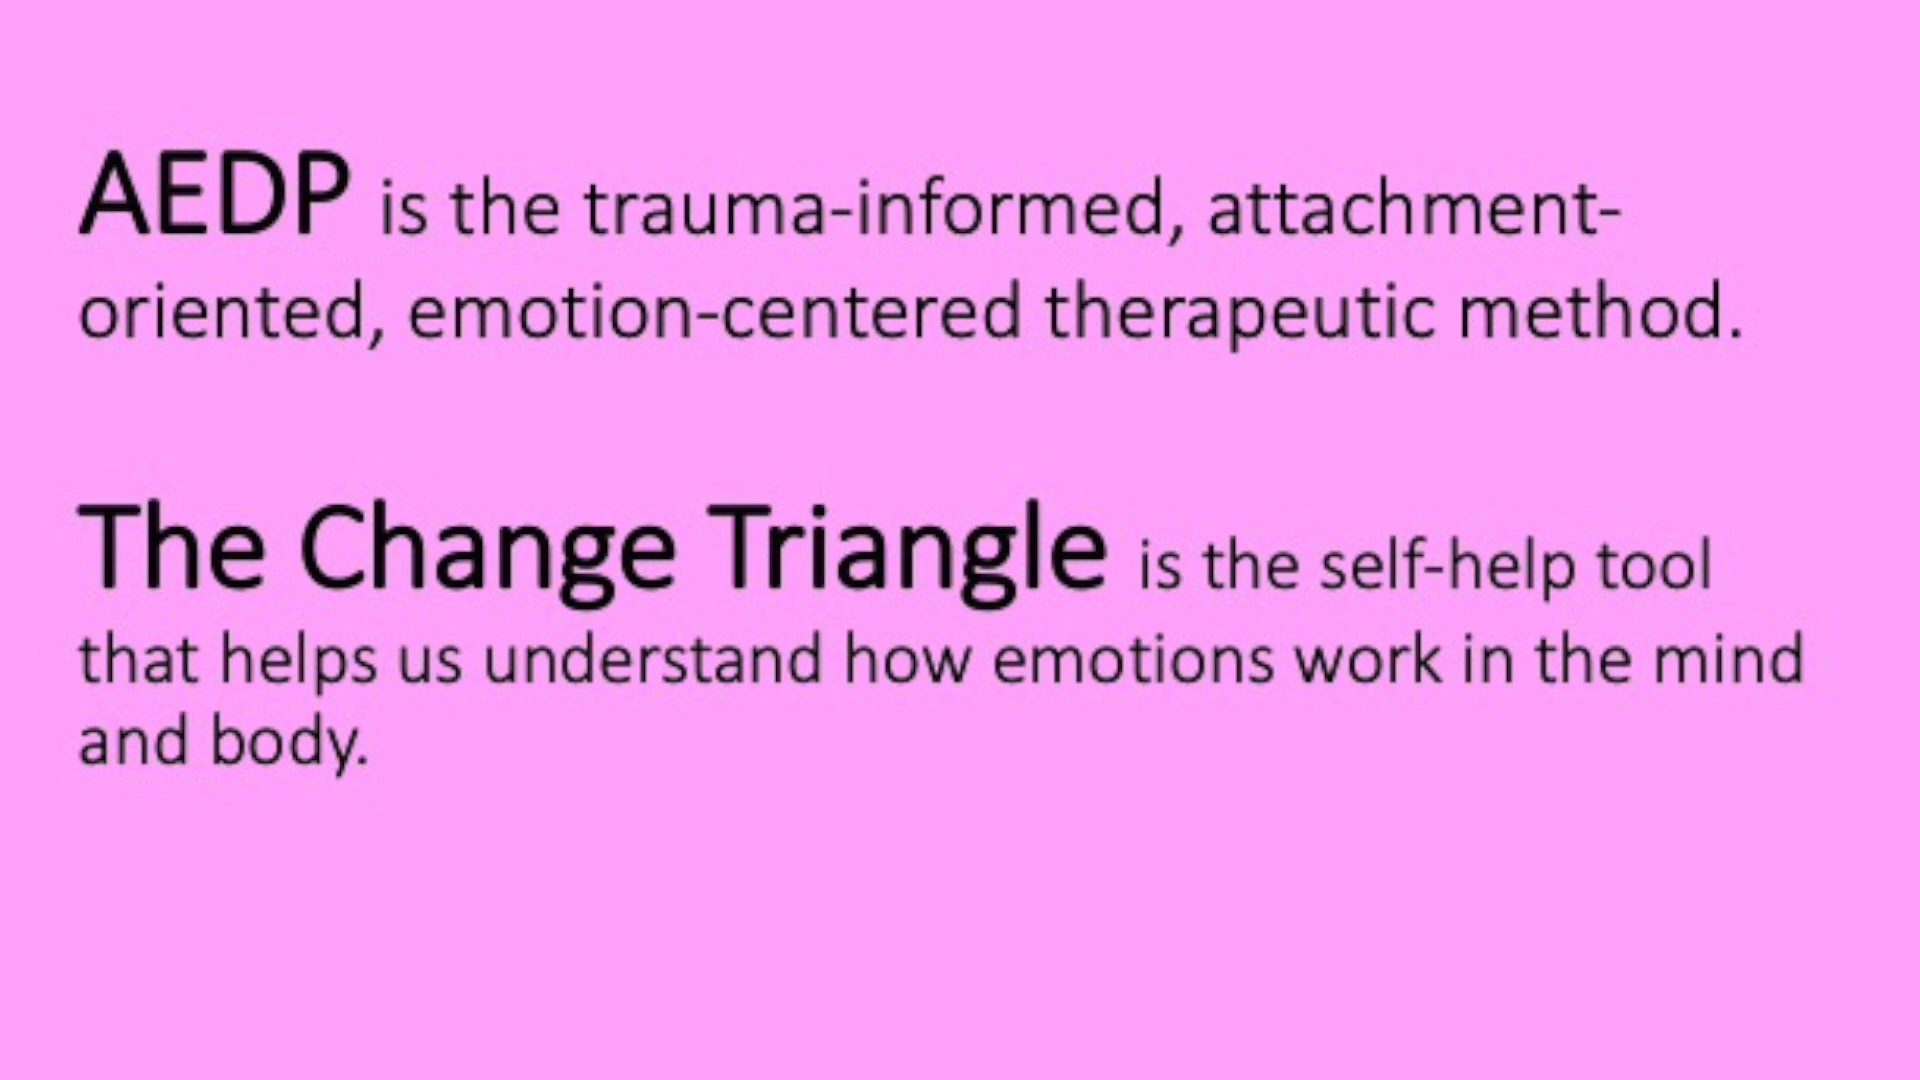 AEDP is the trauma-informed, attachment-
oriented, emotion-centered therapeutic method.
The Change Triangle is the self-help tool
that helps us understand how emotions work in the mind
and body.